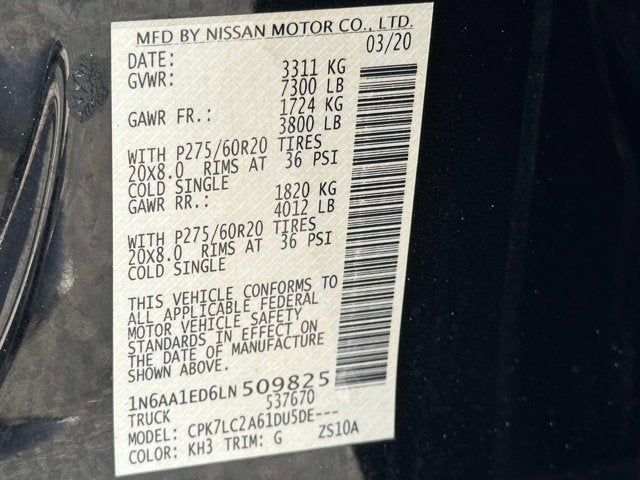 MFD BY NISSAN MOTOR CO., LTD.
DATE: 03/20
GVWR: 3311 KG
7300 LB
GAWR FR.: 1724 KG
3800 LB
WITH P275/60R20 TIRES
20X8.0 RIMS AT 36 PSI
COLD SINGLE
GAWR RR.: 1820 KG
4012 LB
WITH P275/60R20 TIRES
20X8.0 RIMS AT 36 PSI
COLD SINGLE
THIS VEHICLE CONFORMS TO
ALL APPLICABLE FEDERAL
MOTOR VEHICLE SAFETY
STANDARDS IN EFFECT ON
THE DATE OF MANUFACTURE
SHOWN ABOVE.
1N6AA1ED6LN509825
TRUCK 537670
MODEL: CPK7LC2A61DU5DE---
COLOR: KH3 TRIM: G ZS10A